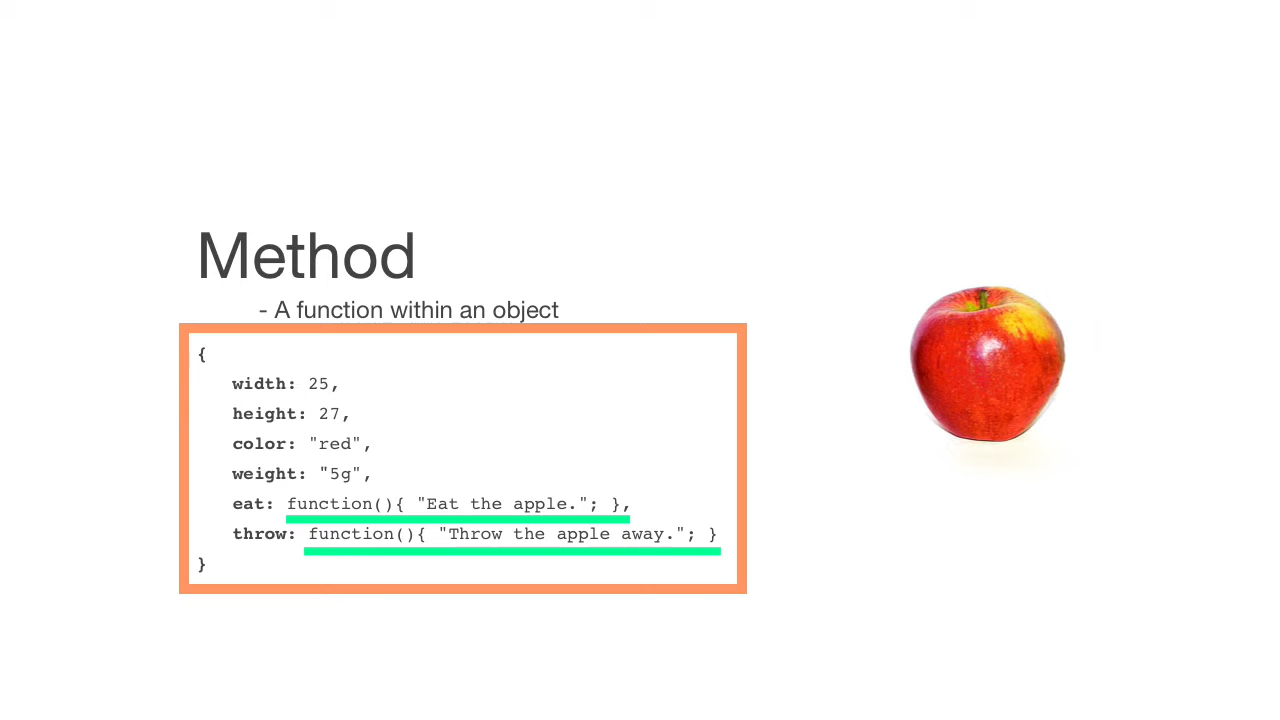 Method
- A function within an object
{
width: 25,
height: 27,
color: "red",
weight: "5g",
eat: function(){ "Eat the apple."; },
throw: function(){ "Throw the apple away."; }
}